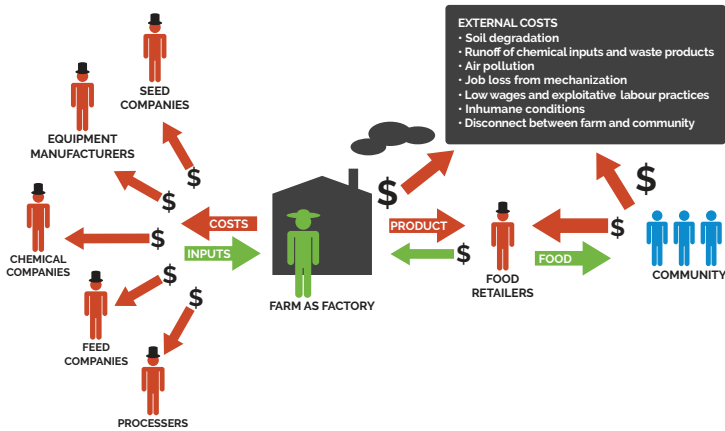 EXTERNAL COSTS
• Soil degradation
• Runoff of chemical inputs and waste products
• Air pollution
• Job loss from mechanization
• Low wages and exploitative labour practices
• Inhumane conditions
• Disconnect between farm and community
SEED
COMPANIES
EQUIPMENT
MANUFACTURERS
$
$
$
$
COSTS
PRODUCT
$
$
CHEMICAL
COMPANIES
INPUTS
$
FOOD
FOOD
RETAILERS
COMMUNITY
$
FARM AS FACTORY
$
FEED
COMPANIES
PROCESSERS